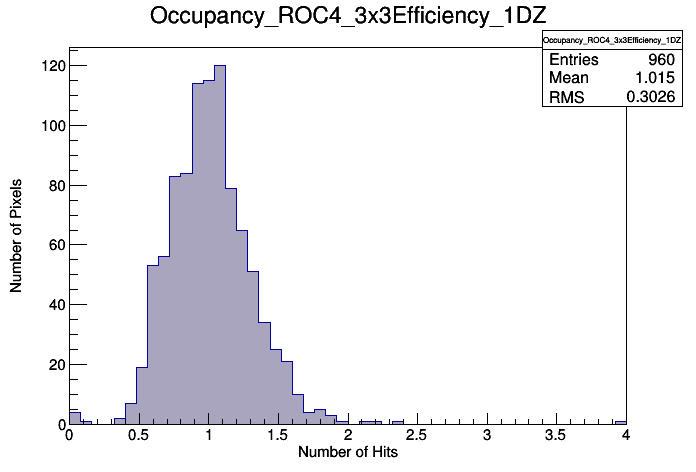 Occupancy_ROC4_3x3Efficiency_1DZ
Occupancy_ROC4_3x3Efficiency_1DZ
Entries 960
Mean 1.015
RMS 0.3026
Number of Pixels
120
100
80
60
40
20
0
0 0.5 1 1.5 2 2.5 3 3.5 4
Number of Hits